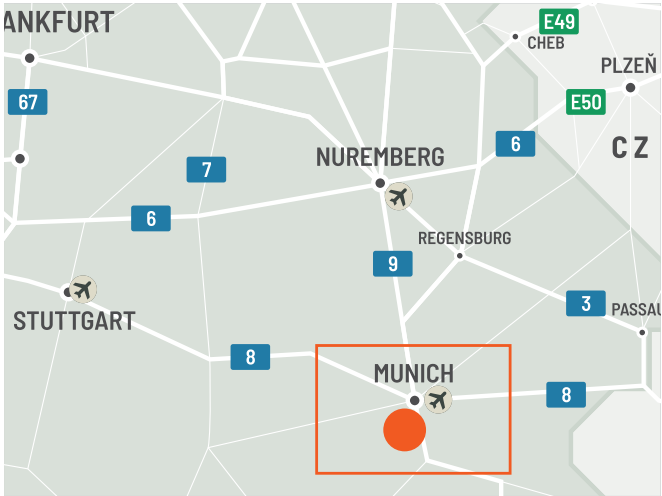 ANKFURT
E49
CHEB
PLZEŇ
67
E50
6
CZ
NUREMBERG
7
6
REGENSBURG
9
3
PASSAU
STUTTGART
8
MUNICH
8